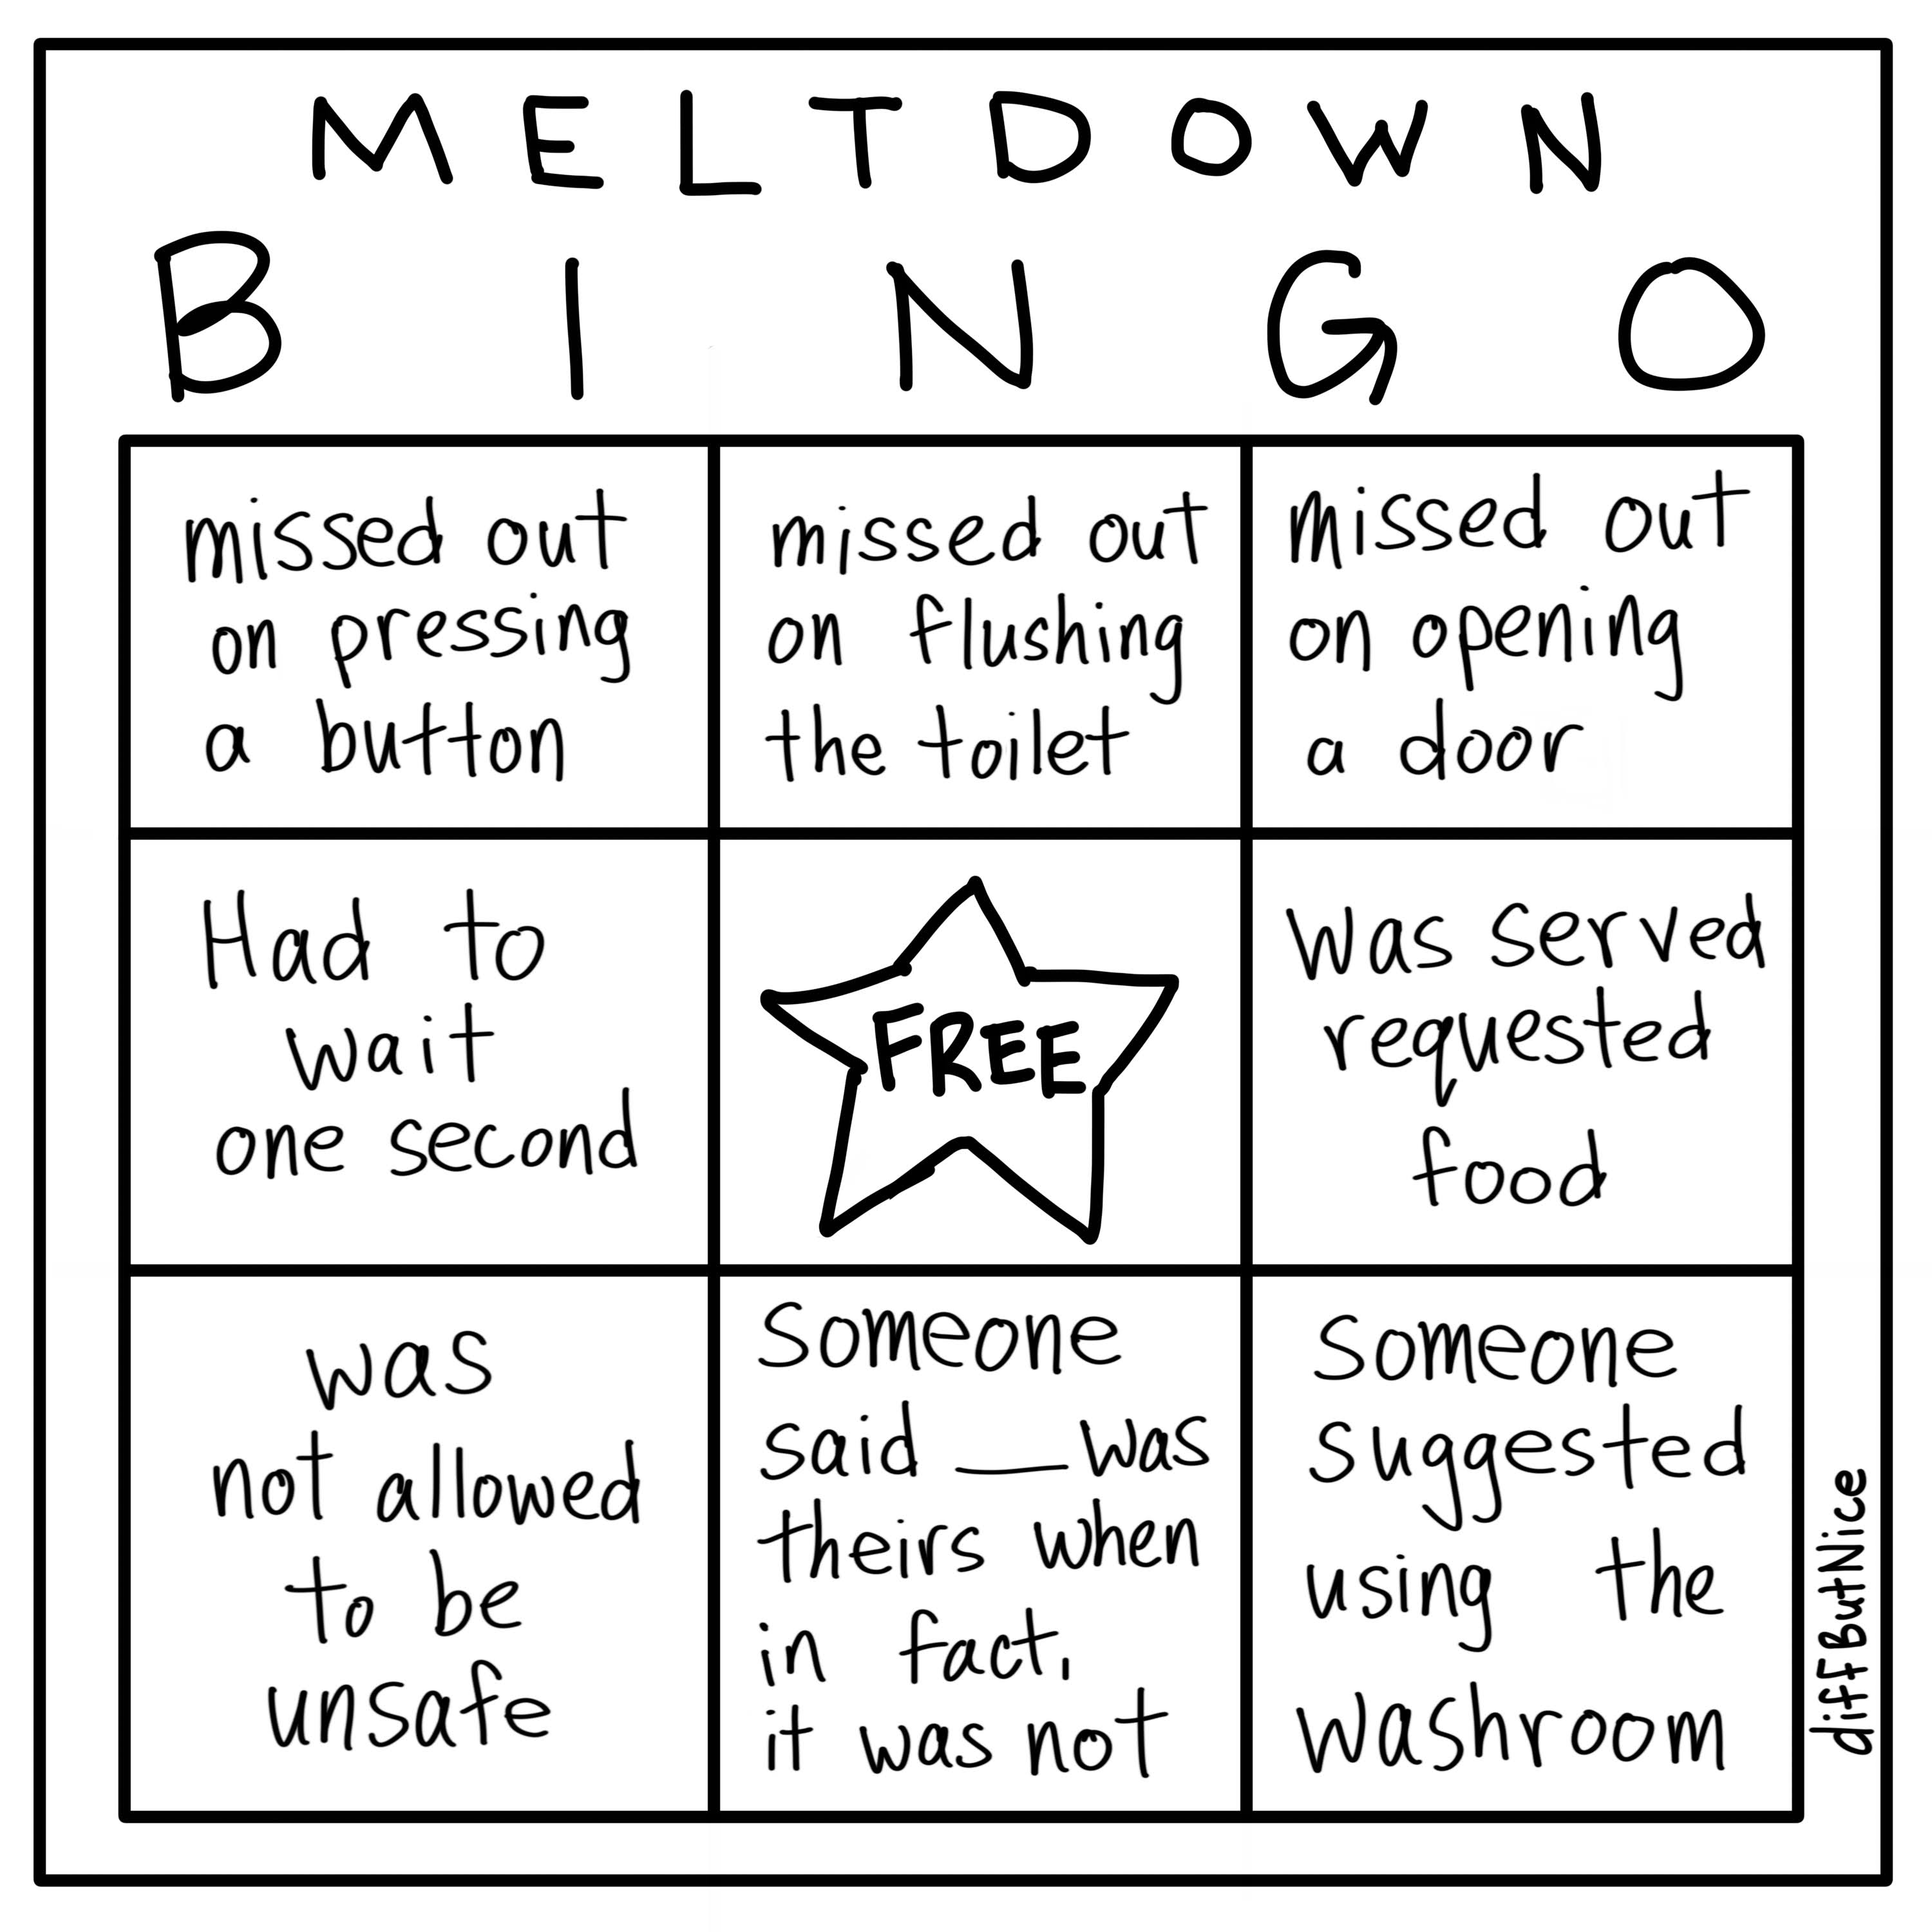 MELTDOWN
BINGO
missed out
on pressing
a button
missed out
on flushing
the toilet
missed out
on opening
a door
Had to
wait
one second
FREE
Was served
requested
food
was
not allowed
to be
unsafe
Someone
said ___ was
theirs when
in fact,
it was not
Someone
suggested
using the
washroom
diffButNice